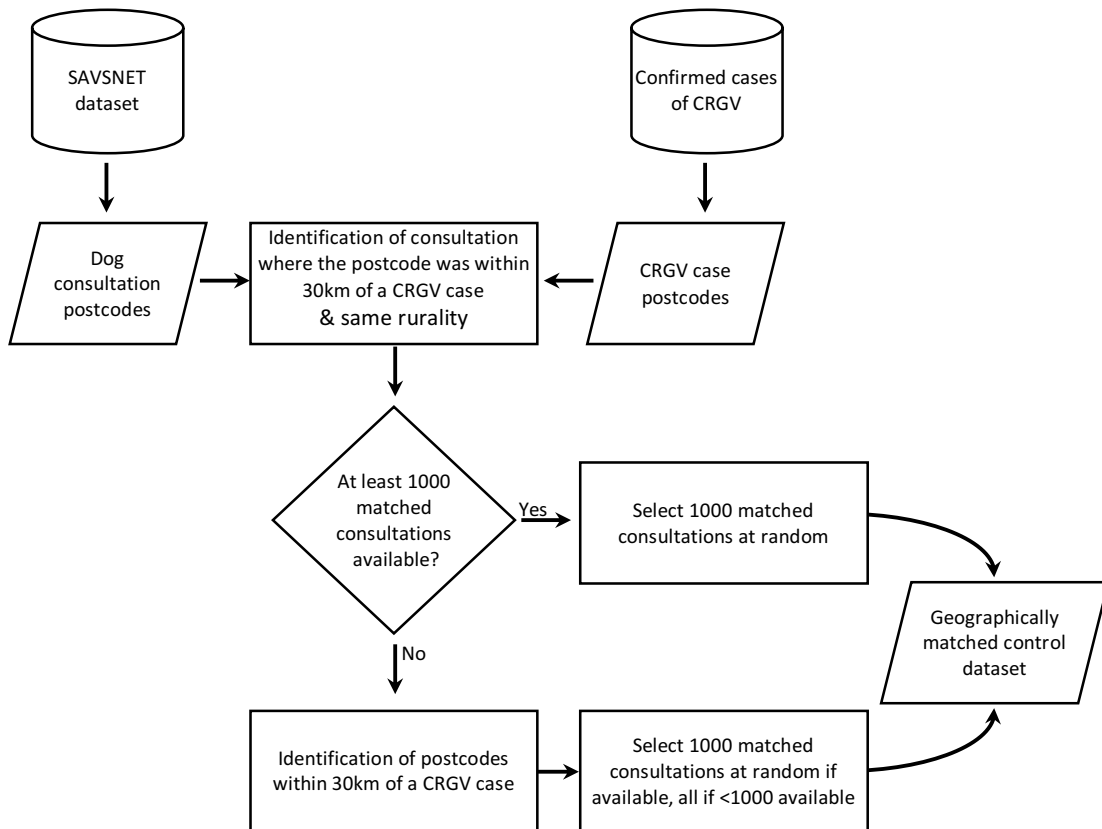 SAVSNET
dataset
Confirmed cases
of CRGV
Dog
consultation
postcodes
Identification of consultation
where the postcode was within
30km of a CRGV case
& same rurality
CRGV case
postcodes
At least 1000
matched
consultations
available?
Yes
Select 1000 matched
consultations at random
Geographically
matched control
dataset
No
Identification of postcodes
within 30km of a CRGV case
Select 1000 matched
consultations at random if
available, all if <1000 available